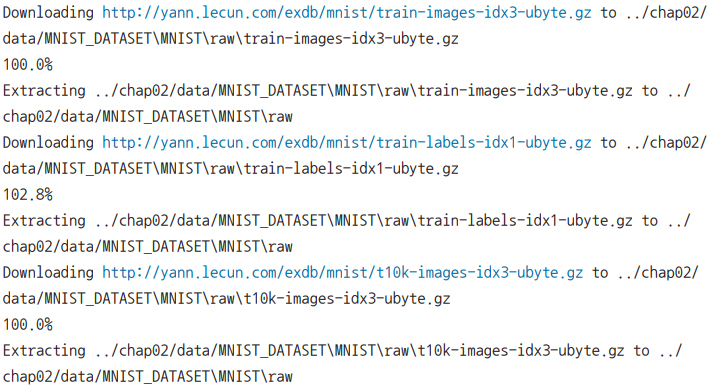 Downloading http://yann.lecun.com/exdb/mnist/train-images-idx3-ubyte.gz to ../chap02/
data/MNIST_DATASET\MNIST\raw\train-images-idx3-ubyte.gz
100.0%
Extracting ../chap02/data/MNIST_DATASET\MNIST\raw\train-images-idx3-ubyte.gz to ../
chap02/data/MNIST_DATASET\MNIST\raw
Downloading http://yann.lecun.com/exdb/mnist/train-labels-idx1-ubyte.gz to ../chap02/
data/MNIST_DATASET\MNIST\raw\train-labels-idx1-ubyte.gz
102.8%
Extracting ../chap02/data/MNIST_DATASET\MNIST\raw\train-labels-idx1-ubyte.gz to ../
chap02/data/MNIST_DATASET\MNIST\raw
Downloading http://yann.lecun.com/exdb/mnist/t10k-images-idx3-ubyte.gz to ../chap02/
data/MNIST_DATASET\MNIST\raw\t10k-images-idx3-ubyte.gz
100.0%
Extracting ../chap02/data/MNIST_DATASET\MNIST\raw\t10k-images-idx3-ubyte.gz to ../
chap02/data/MNIST_DATASET\MNIST\raw